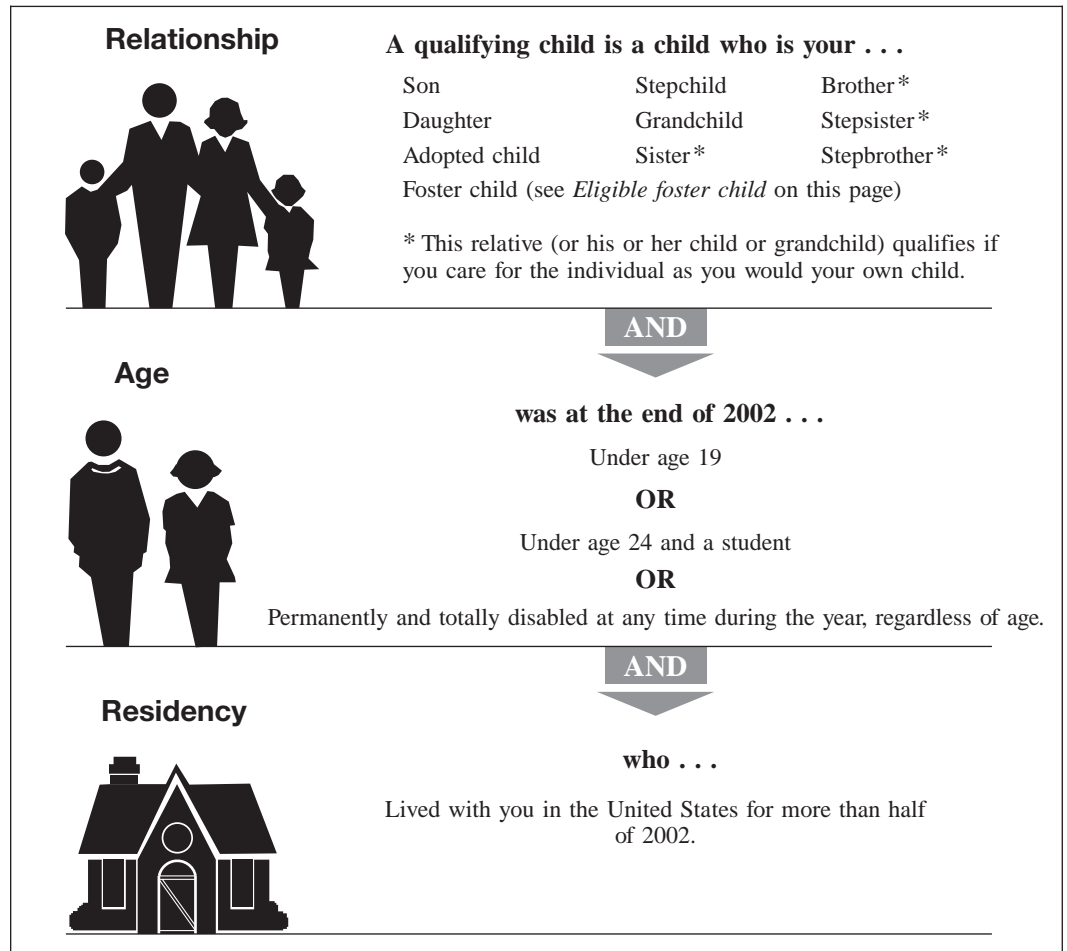 Relationship
A qualifying child is a child who is your . . .
Son Stepchild Brother*
Daughter Grandchild Stepsister*
Adopted child Sister* Stepbrother*
Foster child (see Eligible foster child on this page)
* This relative (or his or her child or grandchild) qualifies if
you care for the individual as you would your own child.
AND
Age
was at the end of 2002 . . .
Under age 19
OR
Under age 24 and a student
OR
Permanently and totally disabled at any time during the year, regardless of age.
AND
Residency
who . . .
Lived with you in the United States for more than half
of 2002.